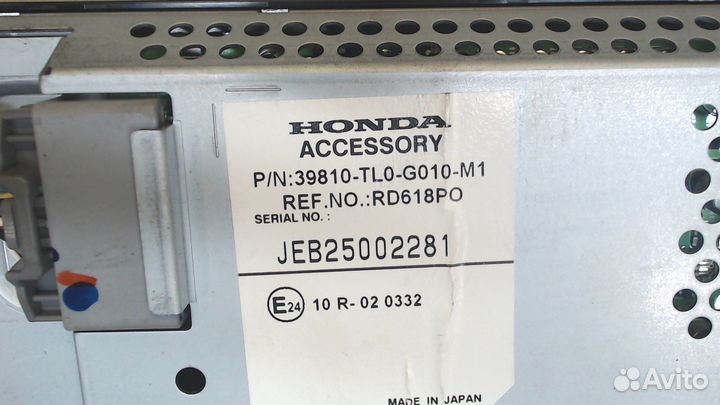 HONDA
ACCESSORY
P/N:39810-TL0-G010-M1
REF.NO.:RD618PO
SERIAL NO.:
JEB25002281
E24 10 R-02 0332
MADE IN JAPAN
Avito